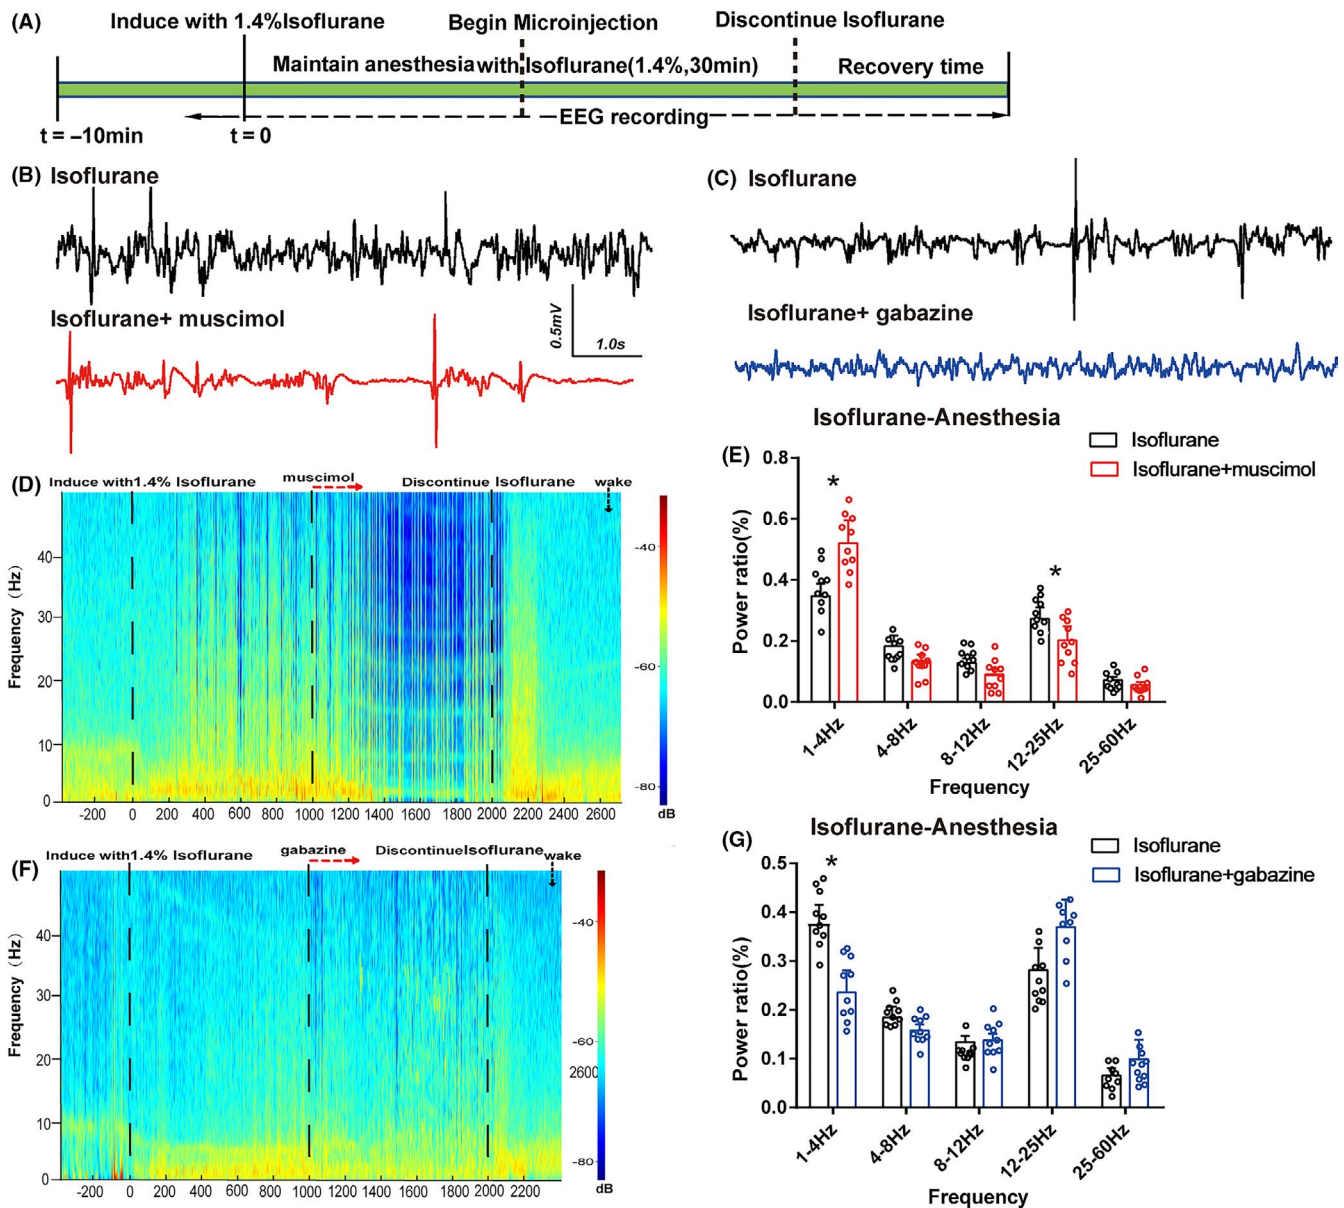 (A)
Induce with 1.4%Isoflurane
Begin Microinjection
Discontinue Isoflurane
Maintain anesthesia with Isoflurane(1.4%,30min)
Recovery time
EEG recording
t = –10min
t = 0
(B)
Isoflurane
Isoflurane+ muscimol
0.5mV
1.0s
(C)
Isoflurane
Isoflurane+ gabazine
(D)
Induce with1.4% Isoflurane
muscimol
Discontinue Isoflurane
wake
Frequency (Hz)
40
30
20
10
0
-200 0 200 400 600 800 1000 1200 1400 1600 1800 2000 2200 2400 2600
-40
-60
-80
dB
(E)
Isoflurane-Anesthesia
Isoflurane
Isoflurane+muscimol
Power ratio(%)
0.8
0.6
0.4
0.2
0.0
*
*
1-4Hz 4-8Hz 8-12Hz 12-25Hz 25-60Hz
Frequency
(F)
Induce with1.4% Isoflurane
gabazine
DiscontinueIsoflurane
wake
Frequency (Hz)
40
30
20
10
0
-200 0 200 400 600 800 1000 1200 1400 1600 1800 2000 2200
-40
-60
2600
-80
dB
(G)
Isoflurane-Anesthesia
Isoflurane
Isoflurane+gabazine
Power ratio(%)
0.5
0.4
0.3
0.2
0.1
0.0
*
1-4Hz 4-8Hz 8-12Hz 12-25Hz 25-60Hz
Frequency